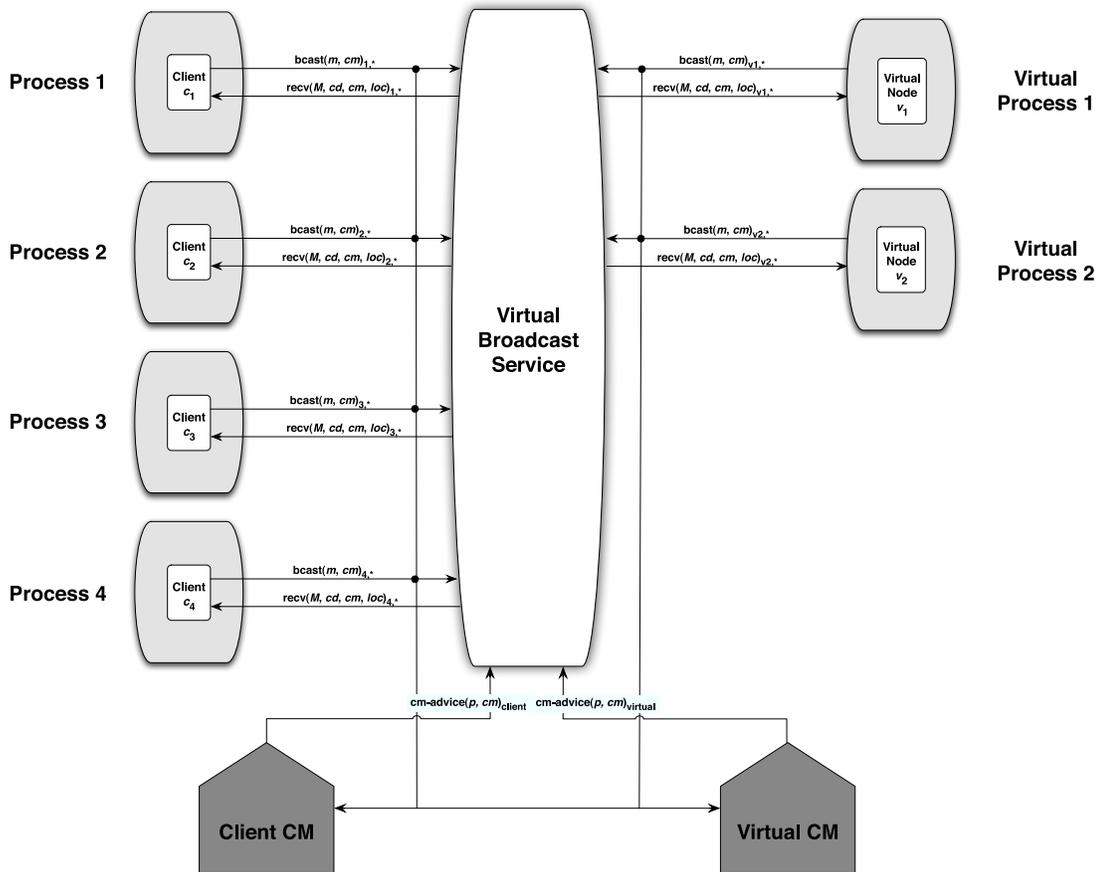 Process 1
Client
c1
bcast(m, cm)1,*
recv(M, cd, cm, loc)1,*
bcast(m, cm)v1,*
recv(M, cd, cm, loc)v1,*
Virtual
Node
v1
Virtual
Process 1
Process 2
Client
c2
bcast(m, cm)2,*
recv(M, cd, cm, loc)2,*
bcast(m, cm)v2,*
recv(M, cd, cm, loc)v2,*
Virtual
Node
v2
Virtual
Process 2
Virtual
Broadcast
Service
Process 3
Client
c3
bcast(m, cm)3,*
recv(M, cd, cm, loc)3,*
Process 4
Client
c4
bcast(m, cm)4,*
recv(M, cd, cm, loc)4,*
cm-advice(p, cm)client
cm-advice(p, cm)virtual
Client CM
Virtual CM